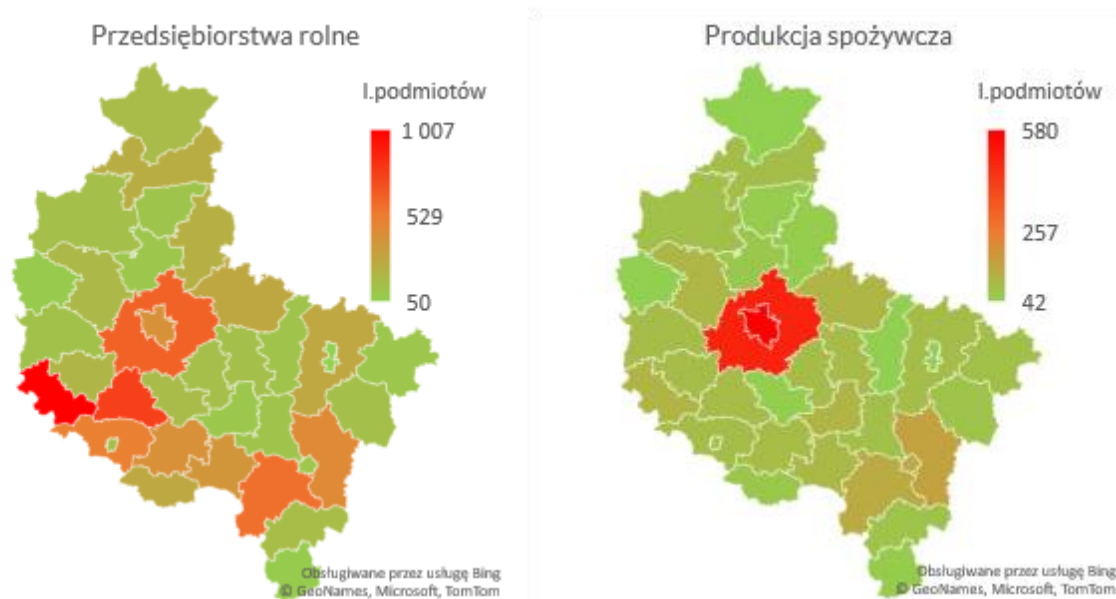 Przedsiębiorstwa rolne
l.podmiotów
1 007
529
50
Obsługiwane przez usługę Bing
© GeoNames, Microsoft, TomTom
Produkcja spożywcza
l.podmiotów
580
257
42
Obsługiwane przez usługę Bing
© GeoNames, Microsoft, TomTom